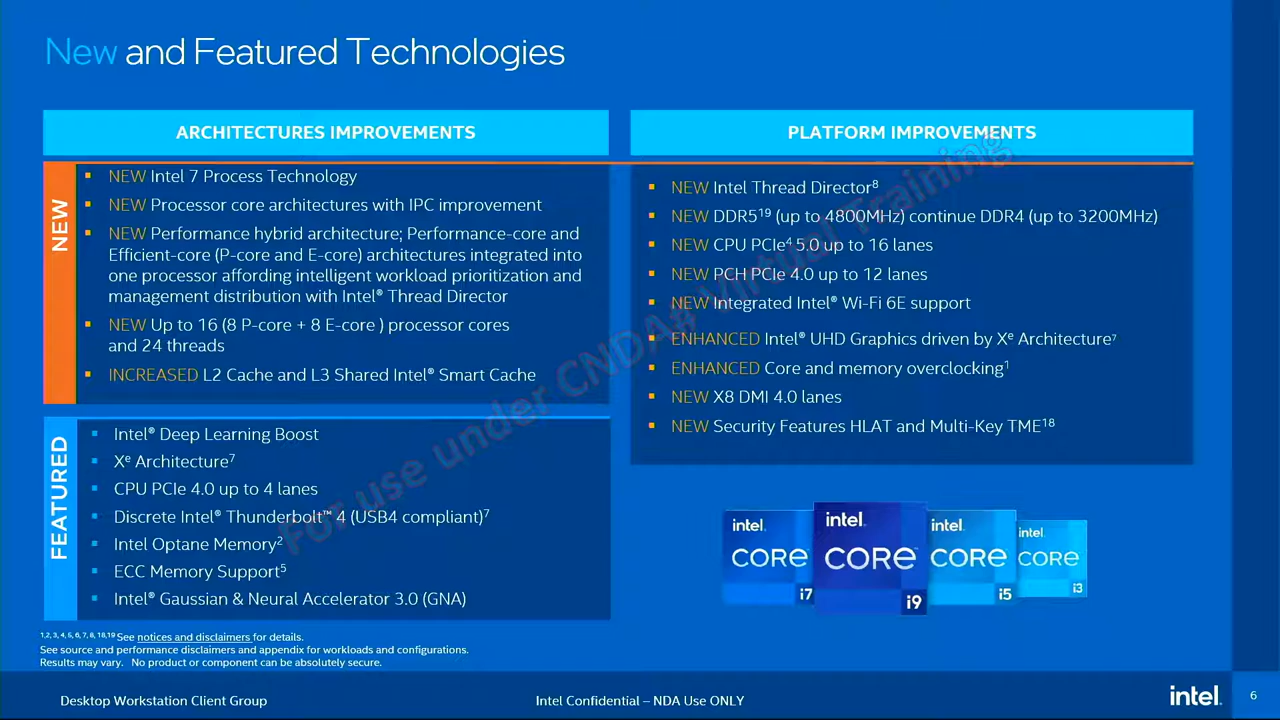 New and Featured Technologies
ARCHITECTURES IMPROVEMENTS
NEW
▪ NEW Intel 7 Process Technology
▪ NEW Processor core architectures with IPC improvement
▪ NEW Performance hybrid architecture; Performance-core and
Efficient-core (P-core and E-core) architectures integrated into
one processor affording intelligent workload prioritization and
management distribution with Intel® Thread Director
▪ NEW Up to 16 (8 P-core + 8 E-core ) processor cores
and 24 threads
▪ INCREASED L2 Cache and L3 Shared Intel® Smart Cache
FEATURED
▪ Intel® Deep Learning Boost
▪ Xᵉ Architecture⁷
▪ CPU PCIe 4.0 up to 4 lanes
▪ Discrete Intel® Thunderbolt™ 4 (USB4 compliant)⁷
▪ Intel Optane Memory²
▪ ECC Memory Support⁵
▪ Intel® Gaussian & Neural Accelerator 3.0 (GNA)
PLATFORM IMPROVEMENTS
▪ NEW Intel Thread Director⁸
▪ NEW DDR5¹⁹ (up to 4800MHz) continue DDR4 (up to 3200MHz)
▪ NEW CPU PCIe⁴ 5.0 up to 16 lanes
▪ NEW PCH PCIe 4.0 up to 12 lanes
▪ NEW Integrated Intel® Wi-Fi 6E support
▪ ENHANCED Intel® UHD Graphics driven by Xᵉ Architecture⁷
▪ ENHANCED Core and memory overclocking¹
▪ NEW X8 DMI 4.0 lanes
▪ NEW Security Features HLAT and Multi-Key TME¹⁸
For use under CNDA# Virtual Training
intel.
CORE
i7
intel.
CORE™
i9
intel.
CORE
i5
intel.
CORE
i3
1,2, 3, 4, 5, 6, 7, 8, 18,19 See notices and disclaimers for details.
See source and performance disclaimers and appendix for workloads and configurations.
Results may vary. No product or component can be absolutely secure.
Desktop Workstation Client Group
Intel Confidential – NDA Use ONLY
intel.
6